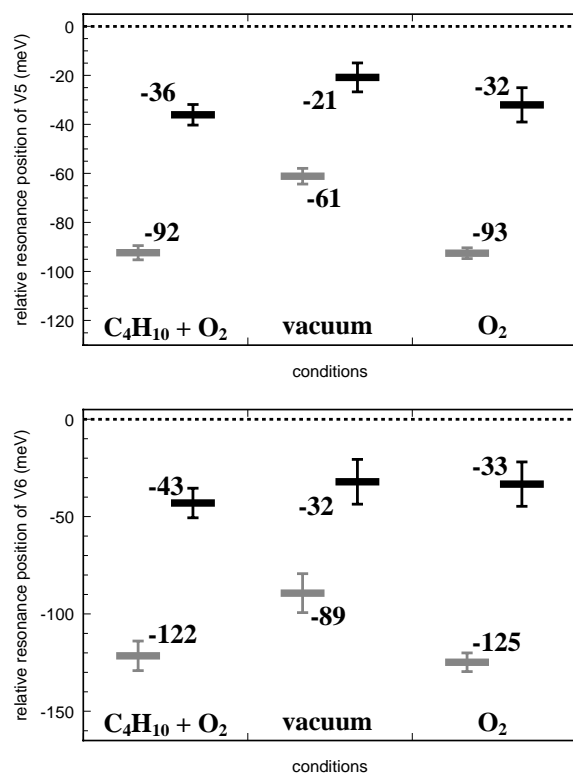 relative resonance position of V5 (meV)
0
-20
-40
-60
-80
-100
-120
-36
-21
-32
-92
-61
-93
C₄H₁₀ + O₂
vacuum
O₂
conditions
relative resonance position of V6 (meV)
0
-50
-100
-150
-43
-32
-33
-122
-89
-125
C₄H₁₀ + O₂
vacuum
O₂
conditions